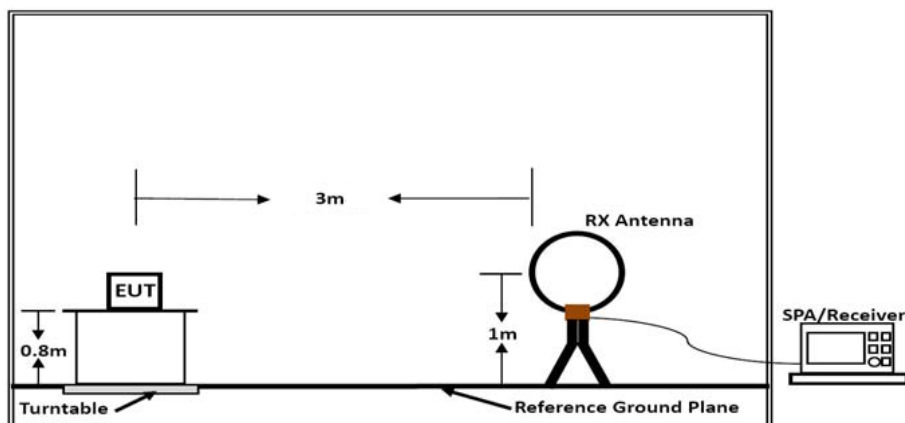 3m
RX Antenna
EUT
SPA/Receiver
1m
0.8m
Turntable
Reference Ground Plane